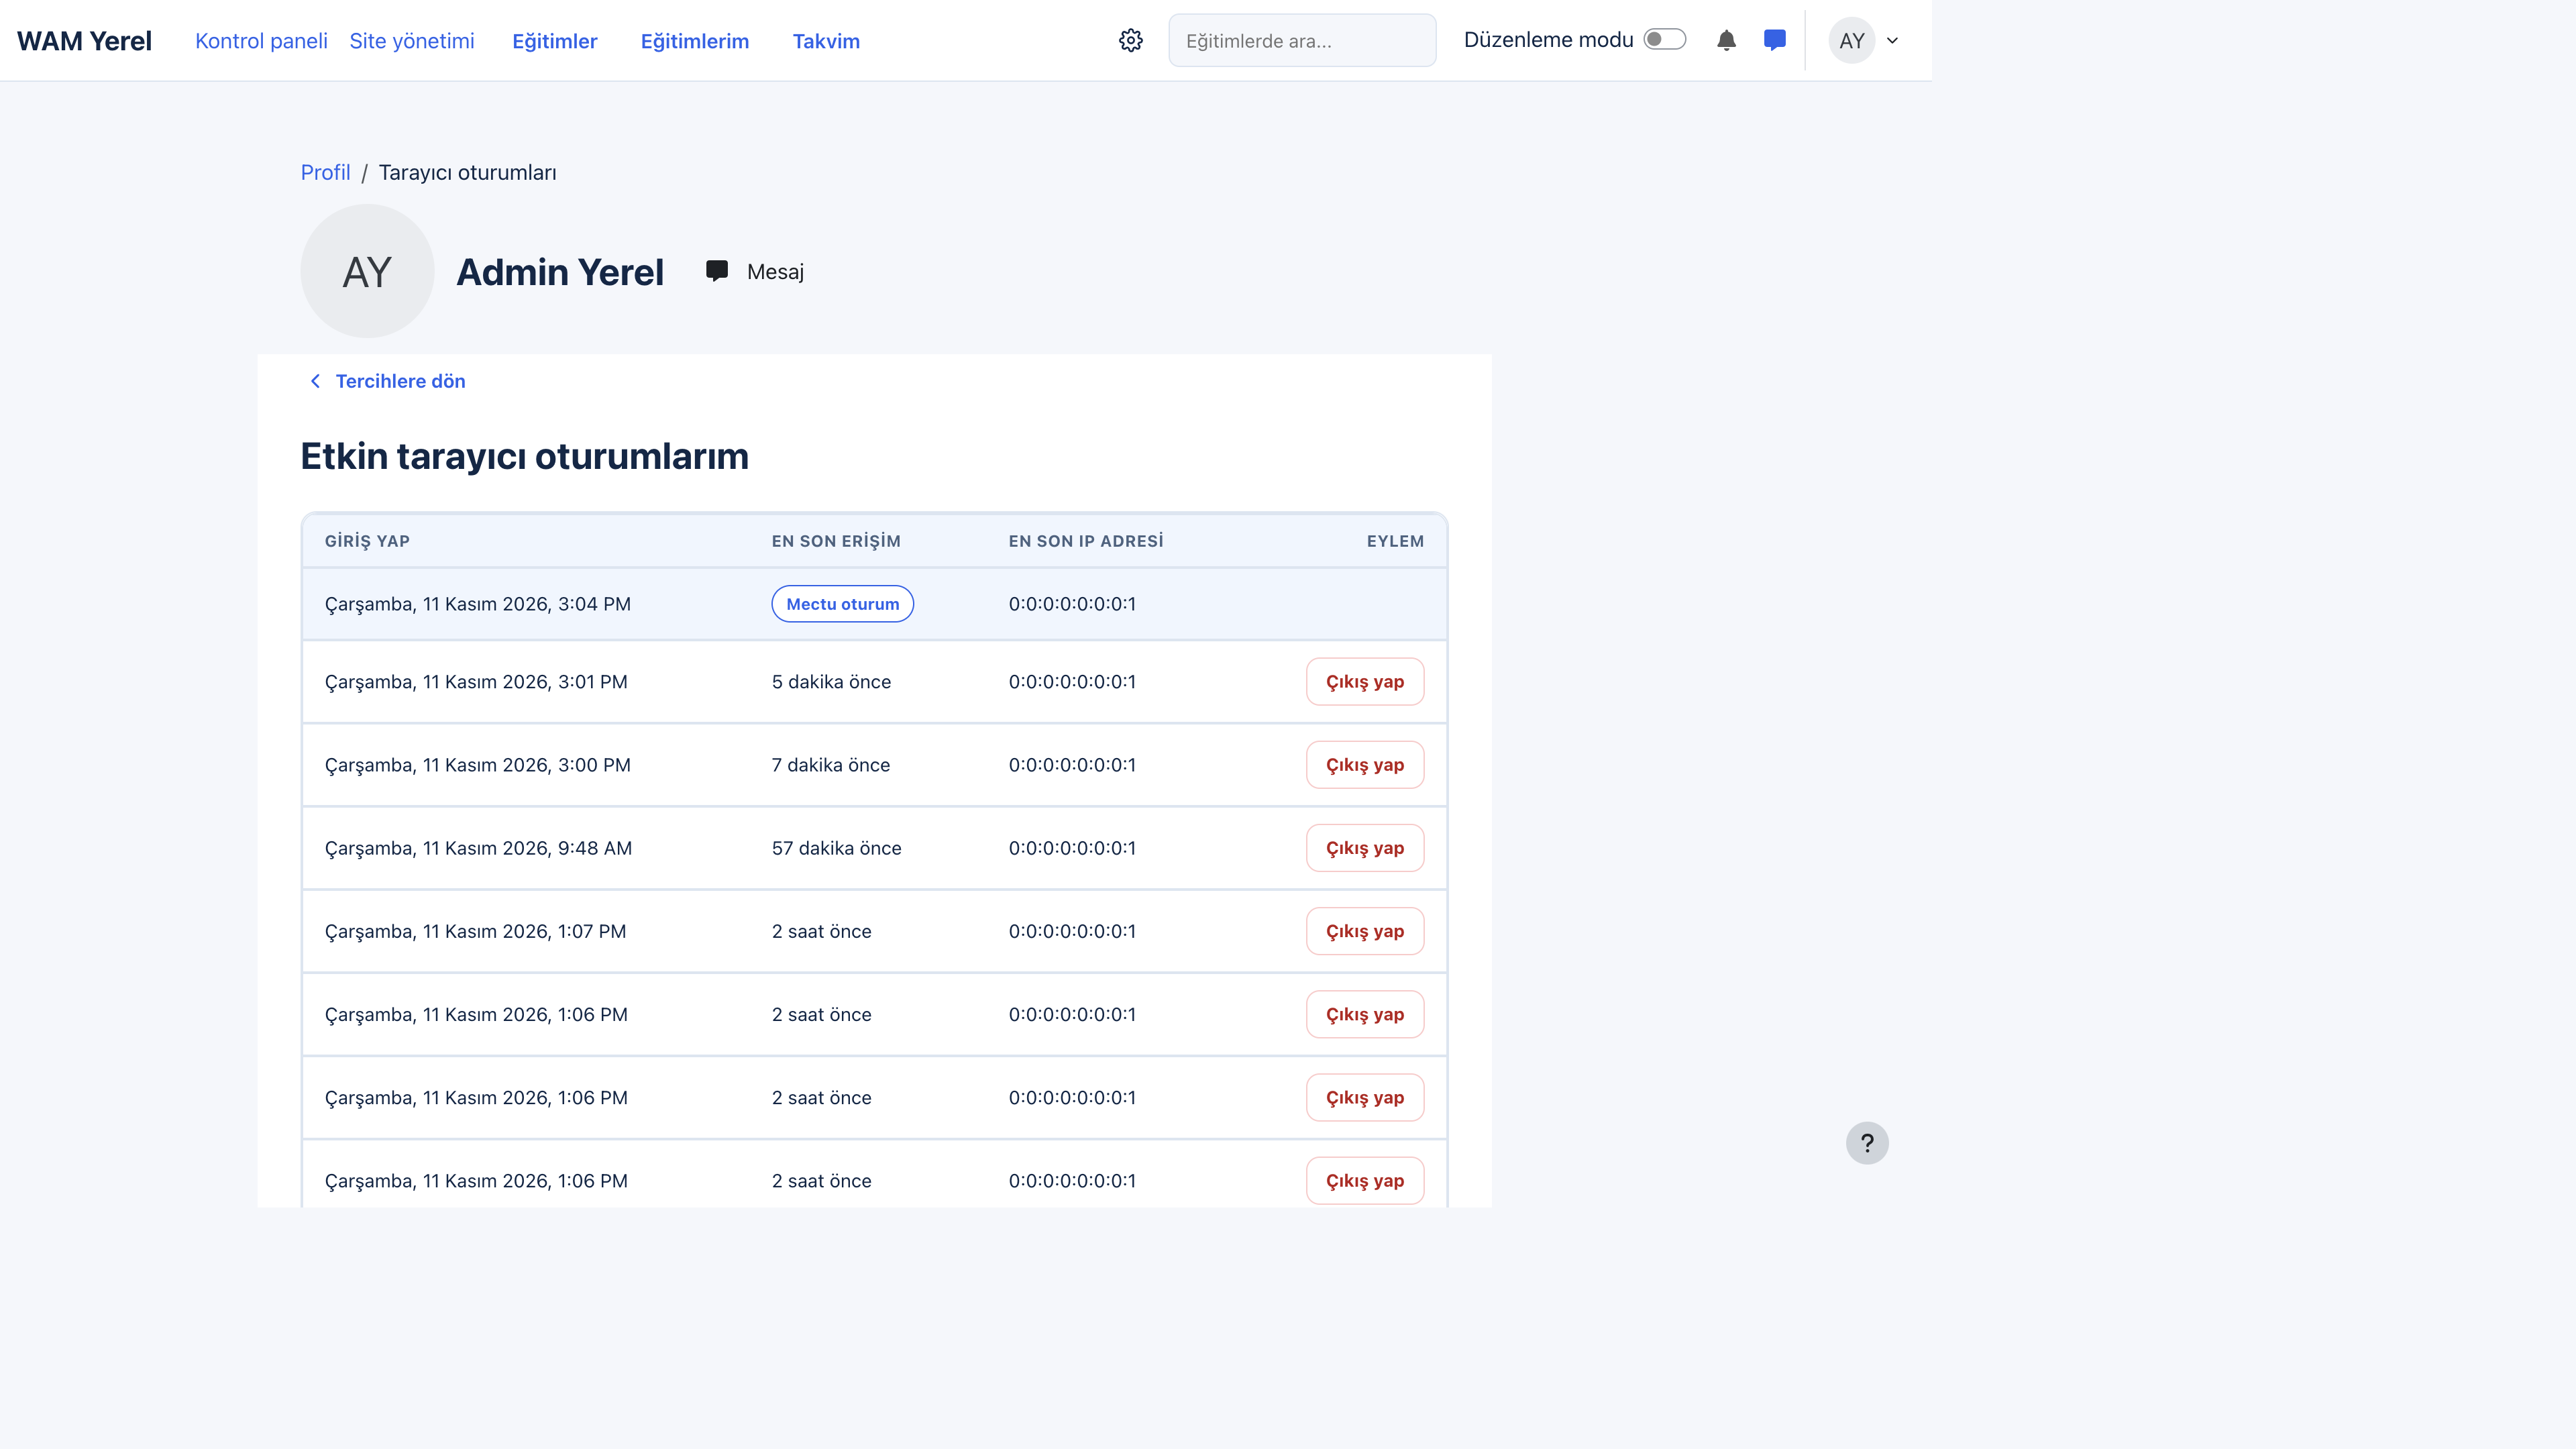 WAM Yerel Kontrol paneli Site yönetimi Eğitimler Eğitimlerim Takvim Eğitimlerde ara... Düzenleme modu AY
Profil / Tarayıcı oturumları
AY Admin Yerel Mesaj
Tercihlere dön
Etkin tarayıcı oturumlarım
GİRİŞ YAP EN SON ERİŞİM EN SON IP ADRESİ EYLEM
Çarşamba, 11 Kasım 2026, 3:04 PM Mectu oturum 0:0:0:0:0:0:0:1
Çarşamba, 11 Kasım 2026, 3:01 PM 5 dakika önce 0:0:0:0:0:0:0:1 Çıkış yap
Çarşamba, 11 Kasım 2026, 3:00 PM 7 dakika önce 0:0:0:0:0:0:0:1 Çıkış yap
Çarşamba, 11 Kasım 2026, 9:48 AM 57 dakika önce 0:0:0:0:0:0:0:1 Çıkış yap
Çarşamba, 11 Kasım 2026, 1:07 PM 2 saat önce 0:0:0:0:0:0:0:1 Çıkış yap
Çarşamba, 11 Kasım 2026, 1:06 PM 2 saat önce 0:0:0:0:0:0:0:1 Çıkış yap
Çarşamba, 11 Kasım 2026, 1:06 PM 2 saat önce 0:0:0:0:0:0:0:1 Çıkış yap
?
Çarşamba, 11 Kasım 2026, 1:06 PM 2 saat önce 0:0:0:0:0:0:0:1 Çıkış yap